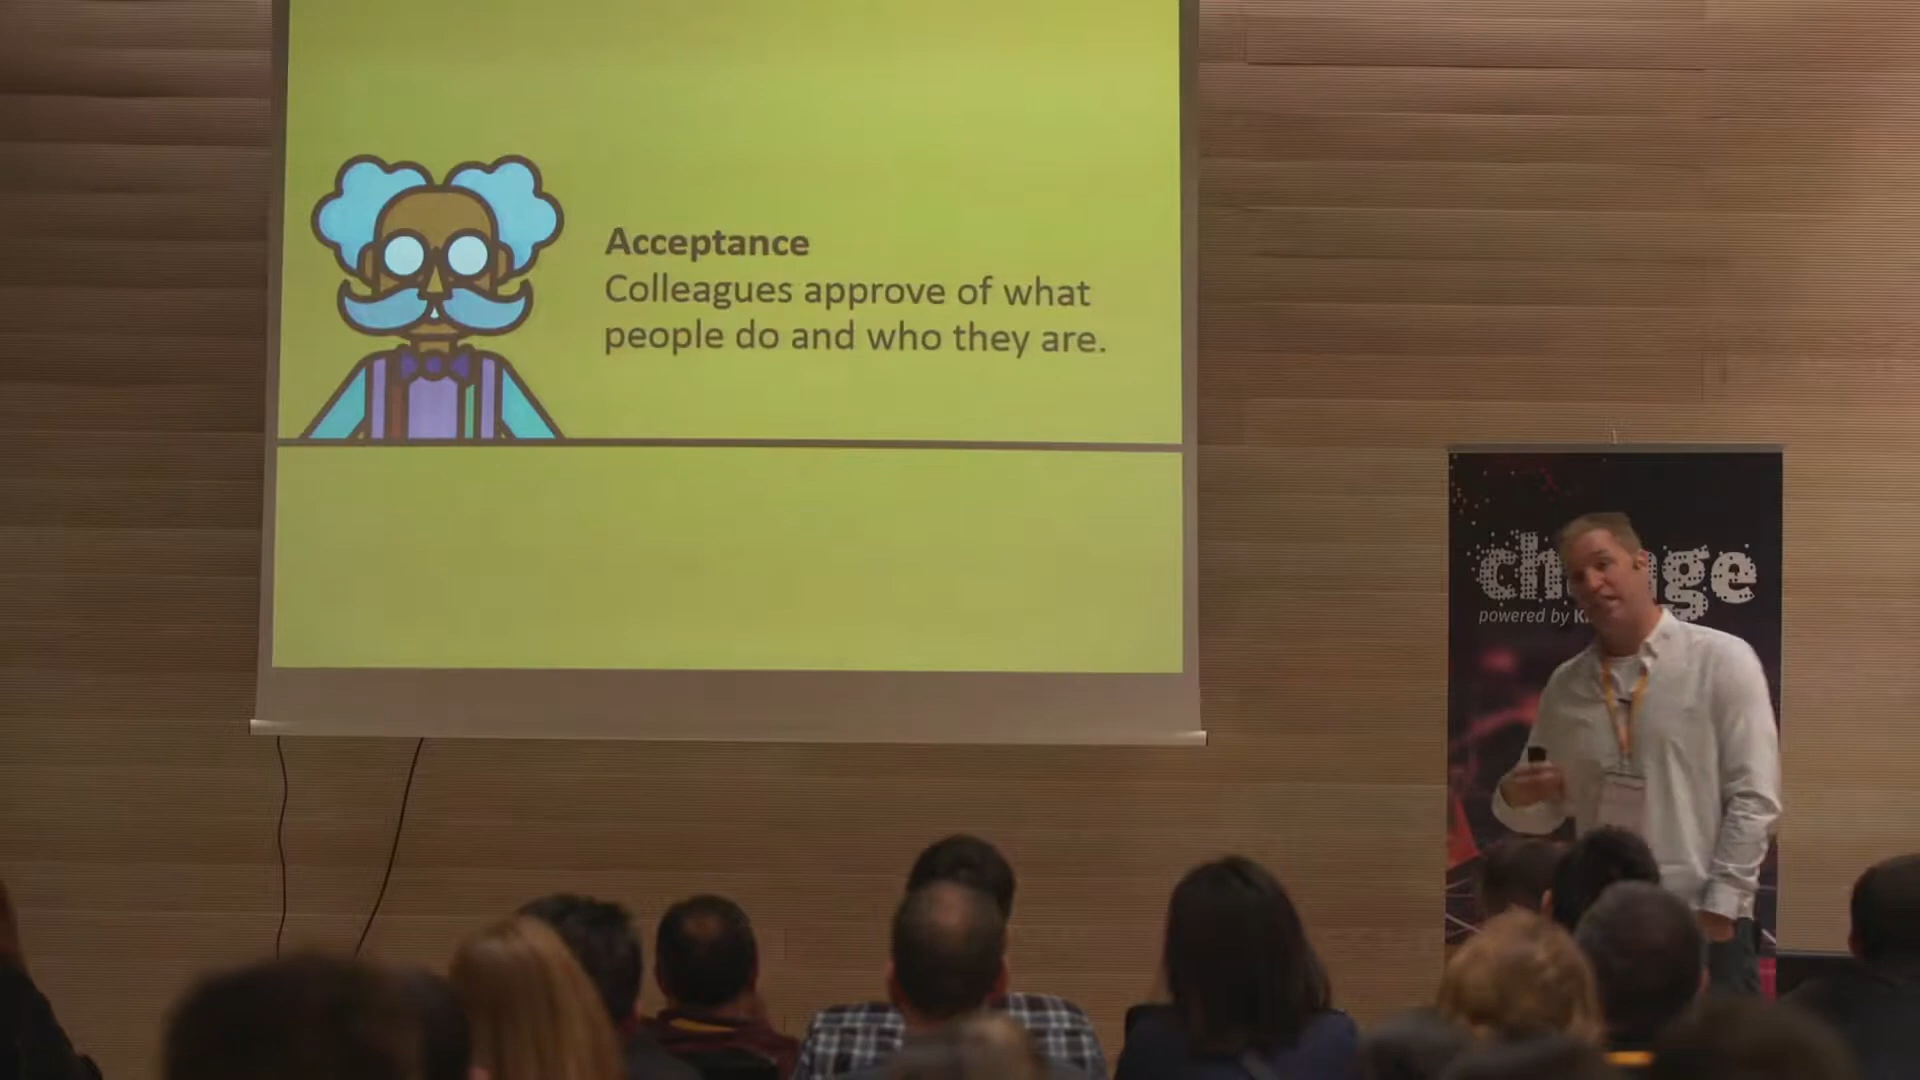 Acceptance
Colleagues approve of what
people do and who they are.
powered by